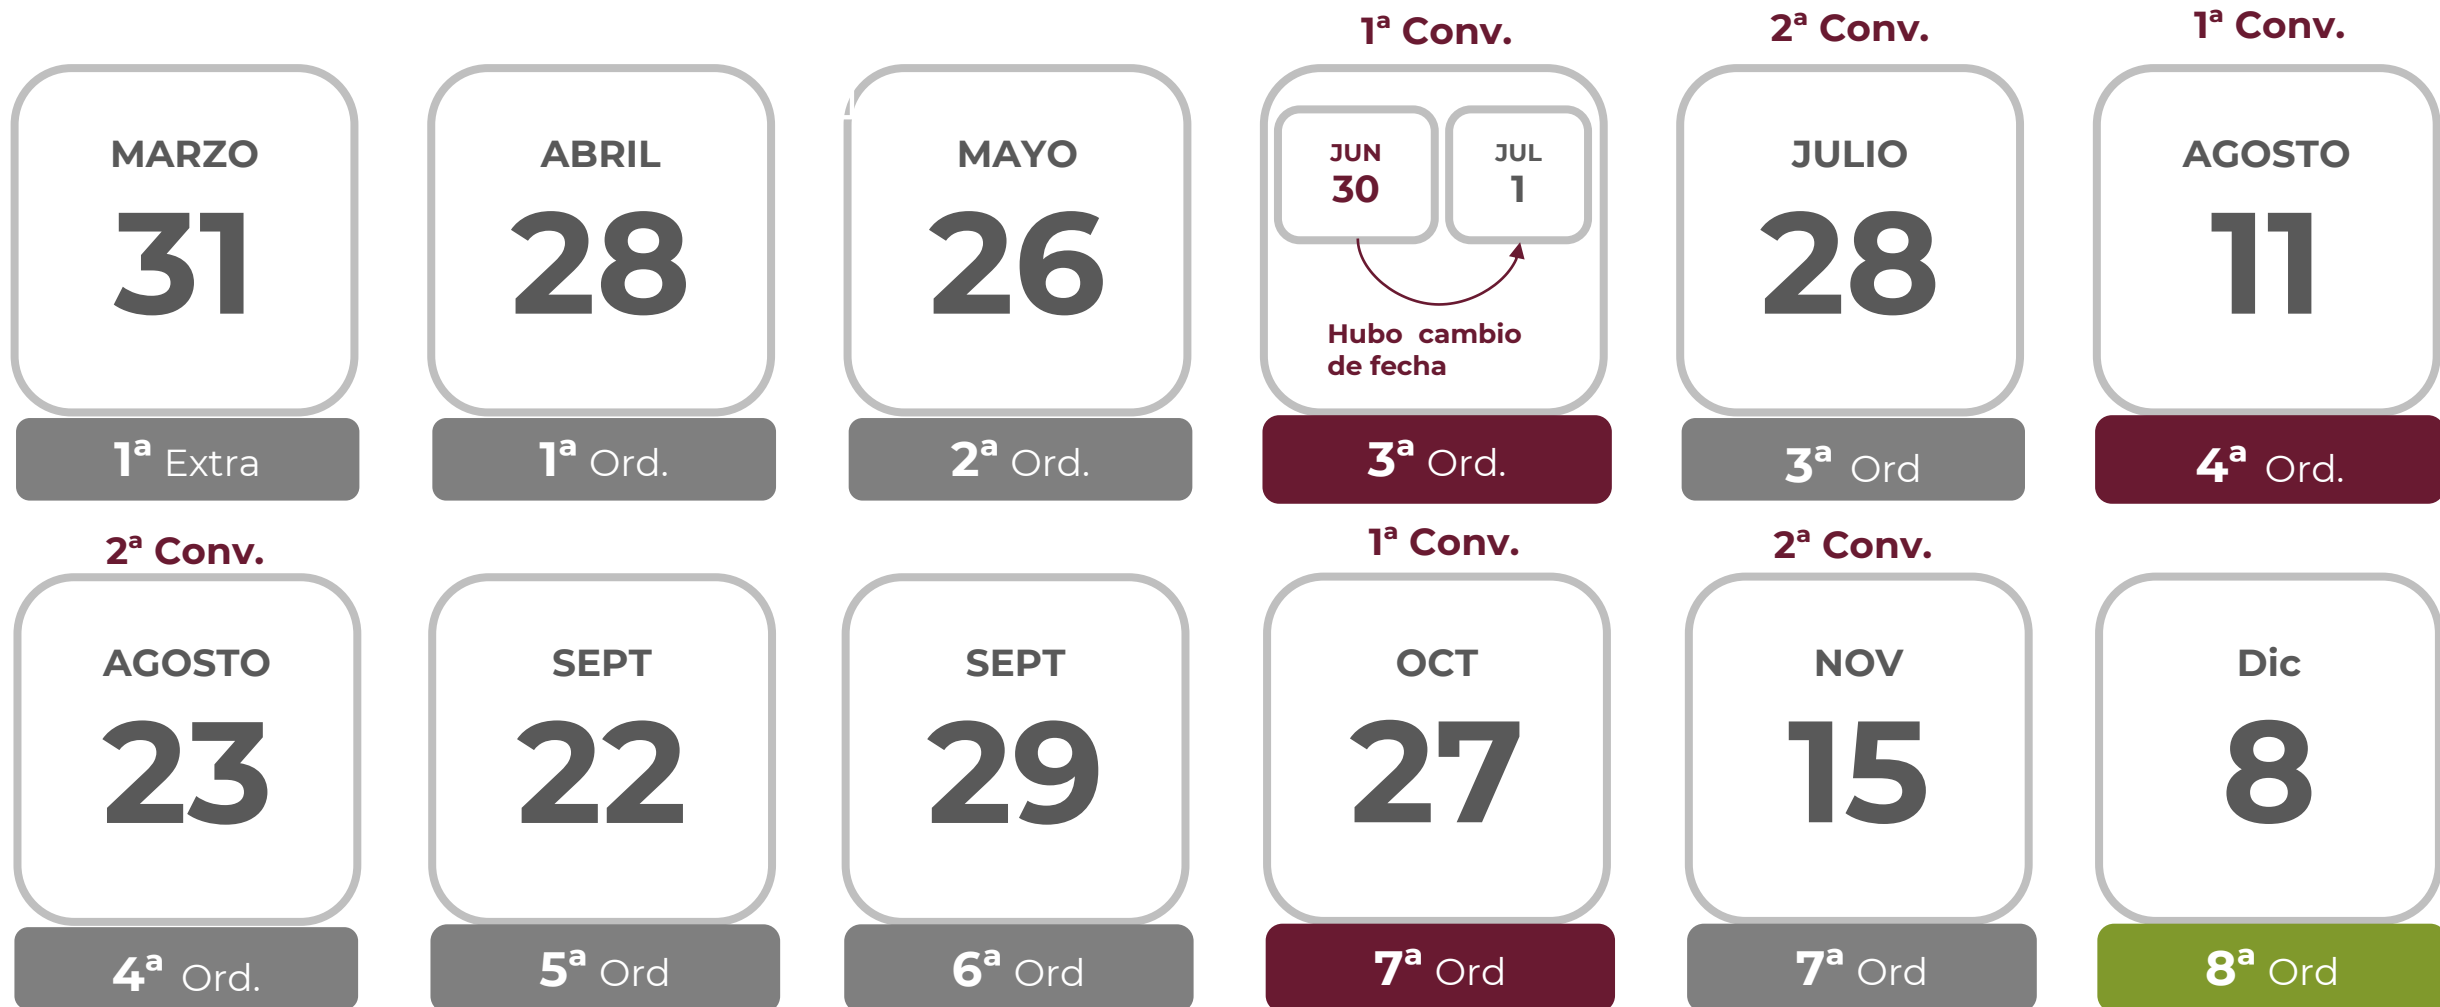 1ª Conv.
2ª Conv.
1ª Conv.
MARZO
31
1ª Extra
ABRIL
28
1ª Ord.
MAYO
26
2ª Ord.
JUN
30
JUL
1
Hubo cambio
de fecha
3ª Ord.
JULIO
28
3ª Ord
AGOSTO
11
4ª Ord.
2ª Conv.
1ª Conv.
2ª Conv.
AGOSTO
23
4ª Ord.
SEPT
22
5ª Ord
SEPT
29
6ª Ord
OCT
27
7ª Ord
NOV
15
7ª Ord
Dic
8
8ª Ord